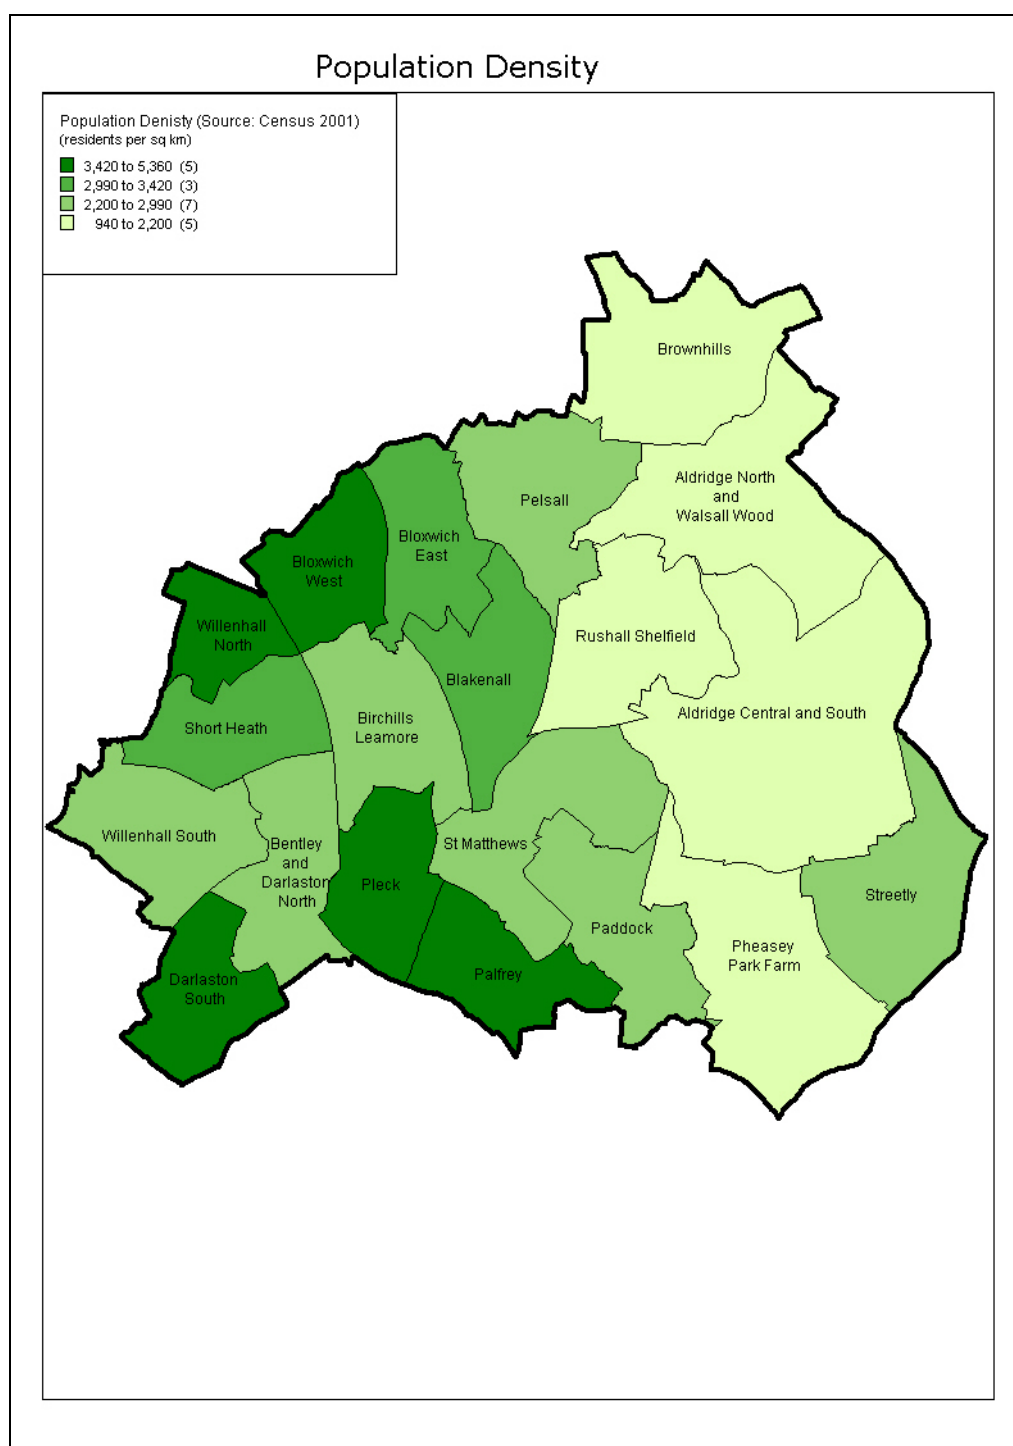 Population Density
Population Denisty (Source: Census 2001)
(residents per sq km)
3,420 to 5,360 (5)
2,990 to 3,420 (3)
2,200 to 2,990 (7)
940 to 2,200 (5)
Brownhills
Aldridge North
and
Walsall Wood
Pelsall
Bloxwich
East
Bloxwich
West
Willenhall
North
Rushall Shelfield
Blakenall
Short Heath
Birchills
Leamore
Aldridge Central and South
Willenhall South
Bentley
and
Darlaston
North
St Matthews
Pleck
Streetly
Paddock
Pheasey
Park Farm
Palfrey
Darlaston
South